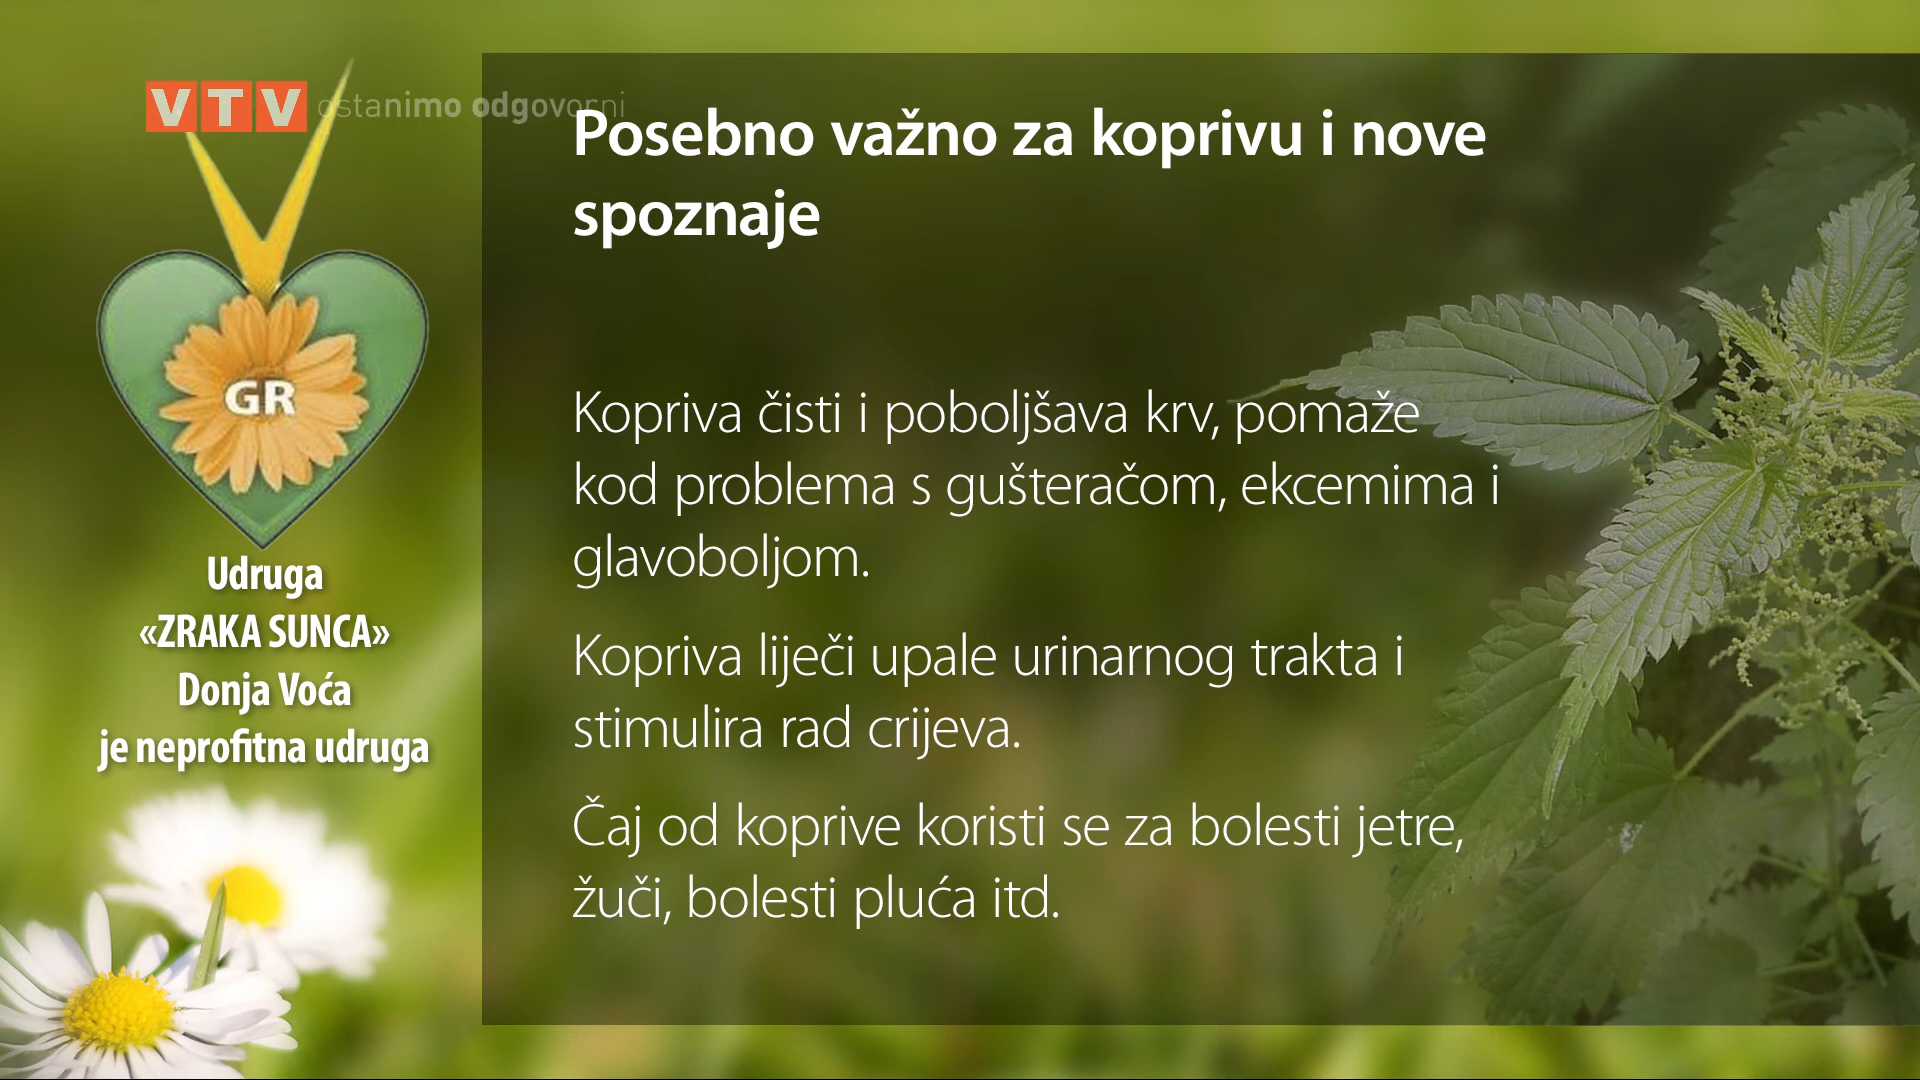 VTV ostanimo odgovorni
Posebno važno za koprivu i nove
spoznaje
GR
Kopriva čisti i poboljšava krv, pomaže
kod problema s gušteračom, ekcemima i
glavoboljom.
Kopriva liječi upale urinarnog trakta i
stimulira rad crijeva.
Čaj od koprive koristi se za bolesti jetre,
žuči, bolesti pluća itd.
Udruga
«ZRAKA SUNCA»
Donja Voća
je neprofitna udruga